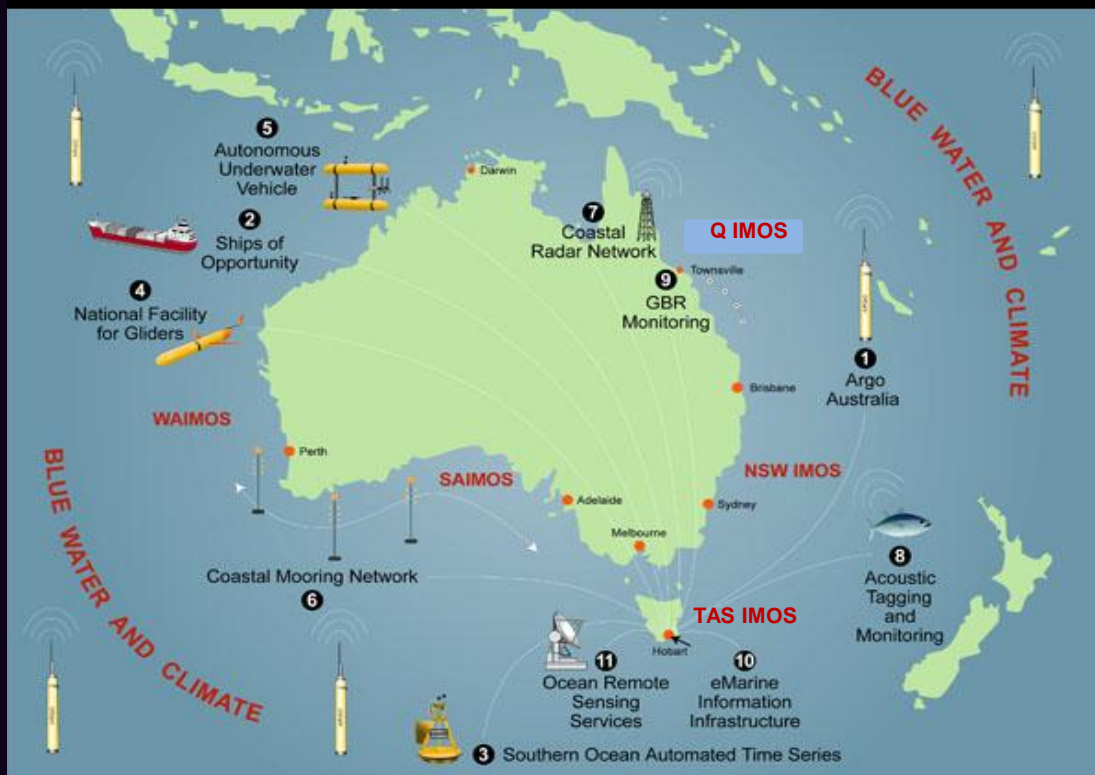 BLUE WATER AND CLIMATE
5
Autonomous
Underwater
Vehicle
Darwin
2
Ships of
Opportunity
7
Coastal
Radar Network
Q IMOS
4
National Facility
for Gliders
Townsville
9
GBR
Monitoring
1
Argo
Australia
Brisbane
WAIMOS
Perth
SAIMOS
Adelaide
NSW IMOS
Sydney
Melbourne
BLUE WATER AND CLIMATE
Coastal Mooring Network
6
8
Acoustic
Tagging
and
Monitoring
TAS IMOS
Hobart
11
Ocean Remote
Sensing
Services
10
eMarine
Information
Infrastructure
3 Southern Ocean Automated Time Series